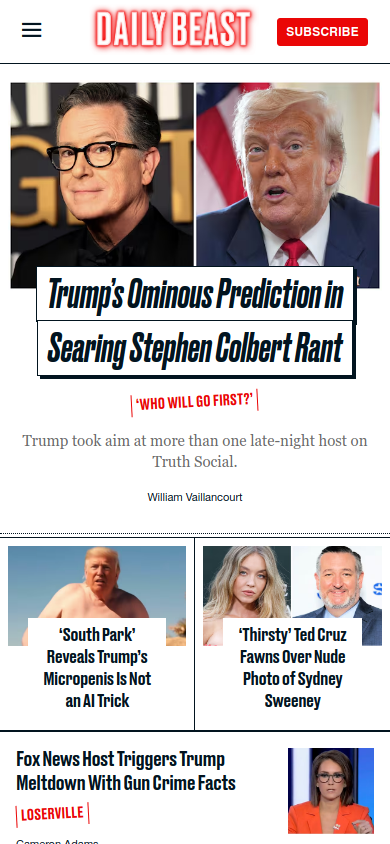 DAILY BEAST
SUBSCRIBE
Trump's Ominous Prediction in
Searing Stephen Colbert Rant
'WHO WILL GO FIRST?'
Trump took aim at more than one late-night host on
Truth Social.
William Vaillancourt
'South Park'
Reveals Trump's
Micropenis Is Not
an AI Trick
'Thirsty' Ted Cruz
Fawns Over Nude
Photo of Sydney
Sweeney
Fox News Host Triggers Trump
Meltdown With Gun Crime Facts
LOSERVILLE
Cameron Adams